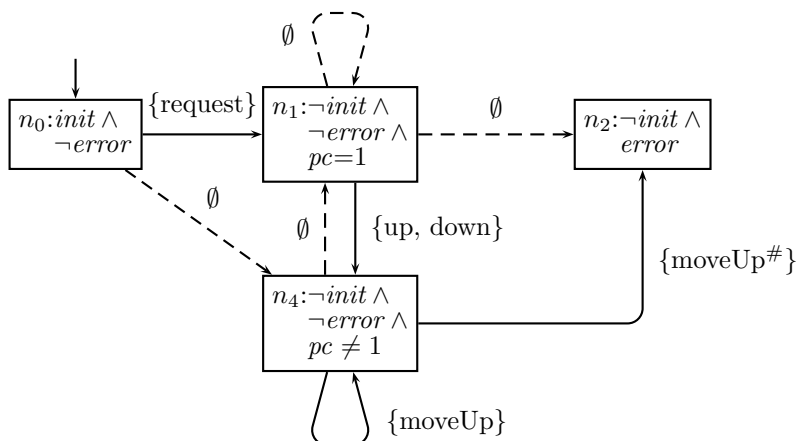 ∅
{request}
n₀:init ∧
¬error
n₁:¬init ∧
¬error ∧
pc=1
∅
n₂:¬init ∧
error
∅
∅
{up, down}
{moveUp#}
n₄:¬init ∧
¬error ∧
pc ≠ 1
{moveUp}